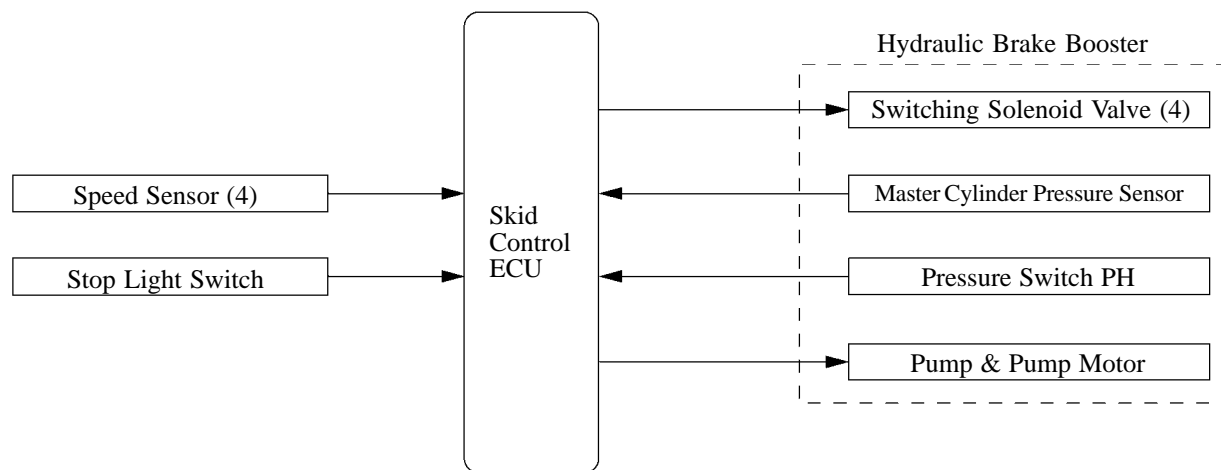 Hydraulic Brake Booster
Switching Solenoid Valve (4)
Speed Sensor (4)
Master Cylinder Pressure Sensor
Skid
Control
ECU
Stop Light Switch
Pressure Switch PH
Pump & Pump Motor